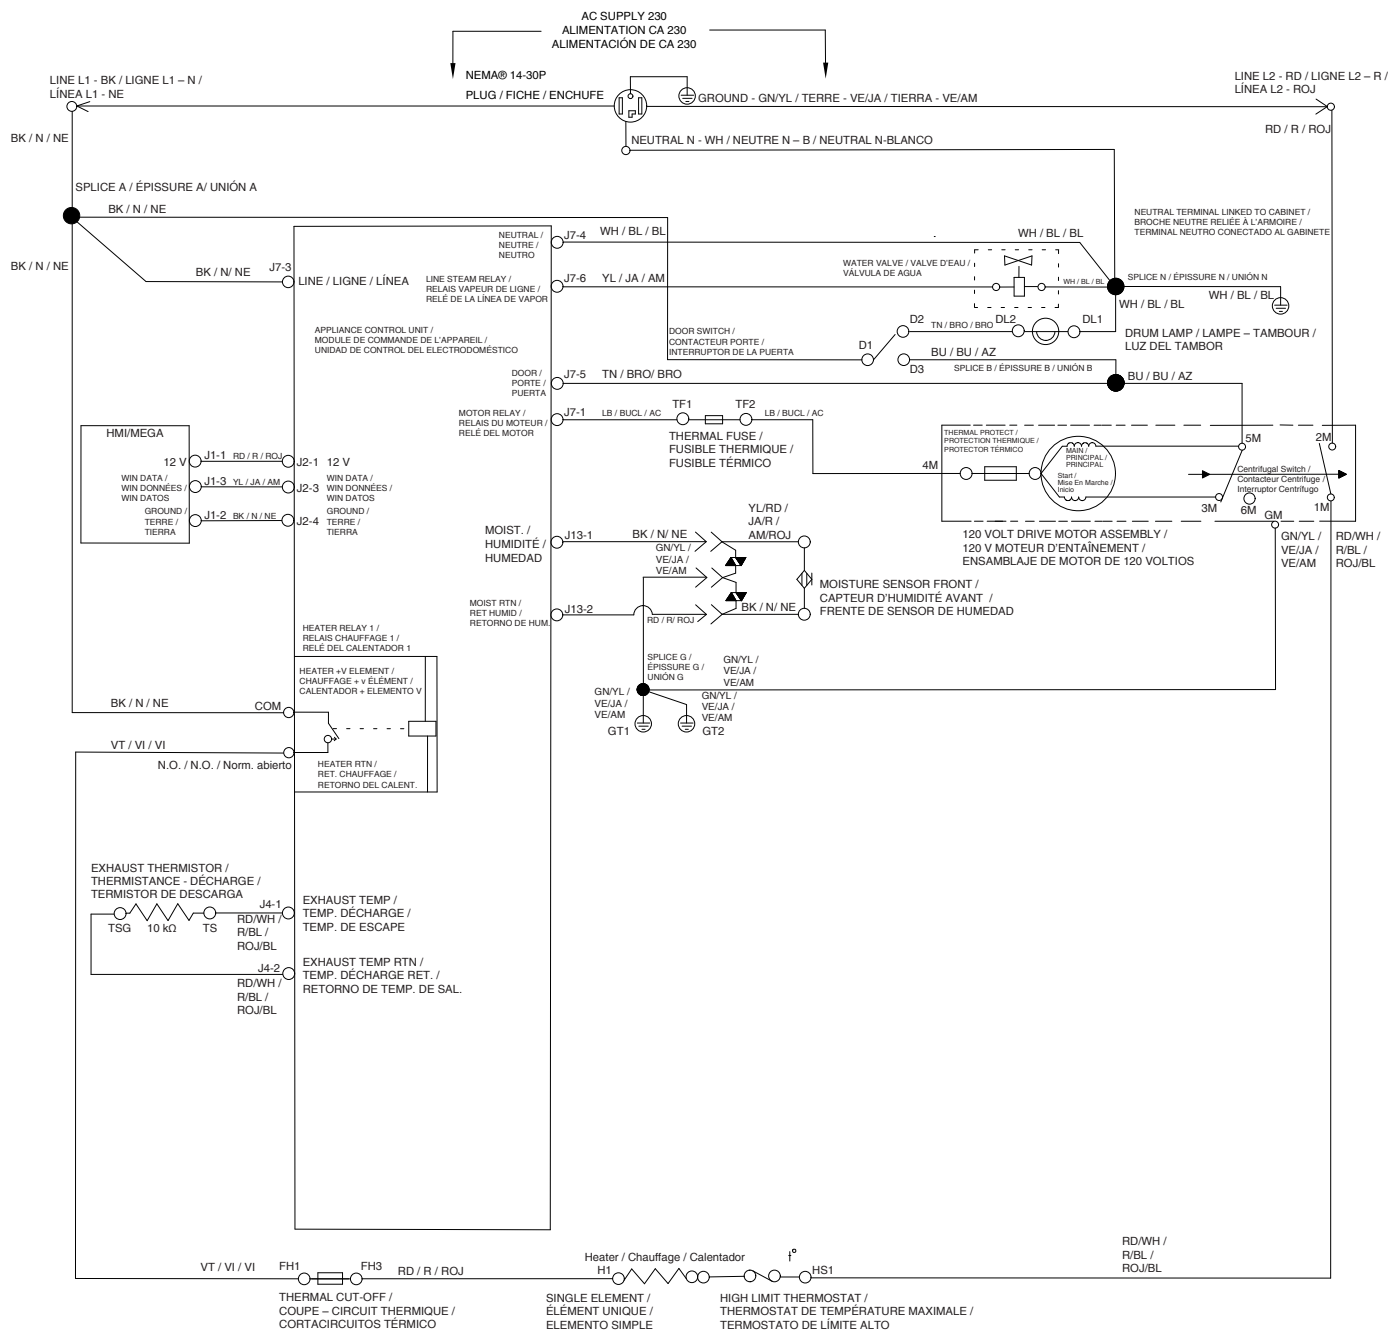 AC SUPPLY 230
ALIMENTATION CA 230
ALIMENTACIÓN DE CA 230
LINE L1 - BK / LIGNE L1 – N /
LÍNEA L1 - NE
NEMA® 14-30P
PLUG / FICHE / ENCHUFE
GROUND - GN/YL / TERRE - VE/JA / TIERRA - VE/AM
LINE L2 - RD / LIGNE L2 – R /
LÍNEA L2 - ROJ
BK / N / NE
RD / R / ROJ
NEUTRAL N - WH / NEUTRE N – B / NEUTRAL N-BLANCO
SPLICE A / ÉPISSURE A/ UNIÓN A
BK / N / NE
NEUTRAL TERMINAL LINKED TO CABINET /
BROCHE NEUTRE RELIÉE À L'ARMOIRE /
TERMINAL NEUTRO CONECTADO AL GABINETE
BK / N / NE
BK / N/ NE
J7-3
LINE / LIGNE / LÍNEA
NEUTRAL /
NEUTRE /
NEUTRO
J7-4
WH / BL / BL
WH / BL / BL
LINE STEAM RELAY /
RELAIS VAPEUR DE LIGNE /
RELÉ DE LA LÍNEA DE VAPOR
J7-6
YL / JA / AM
WATER VALVE / VALVE D'EAU /
VÁLVULA DE AGUA
WH / BL / BL
SPLICE N / ÉPISSURE N / UNIÓN N
WH / BL / BL
WH / BL / BL
APPLIANCE CONTROL UNIT /
MODULE DE COMMANDE DE L'APPAREIL /
UNIDAD DE CONTROL DEL ELECTRODOMÉSTICO
DOOR SWITCH /
CONTACTEUR PORTE /
INTERRUPTOR DE LA PUERTA
D1
D2
TN / BRO / BRO
DL2
DL1
DRUM LAMP / LAMPE – TAMBOUR /
LUZ DEL TAMBOR
D3
BU / BU / AZ
SPLICE B / ÉPISSURE B / UNIÓN B
BU / BU / AZ
DOOR /
PORTE /
PUERTA
J7-5
TN / BRO/ BRO
MOTOR RELAY /
RELAIS DU MOTEUR /
RELÉ DEL MOTOR
J7-1
LB / BUCL / AC
TF1
TF2
LB / BUCL / AC
THERMAL FUSE /
FUSIBLE THERMIQUE /
FUSIBLE TÉRMICO
HMI/MEGA
12 V
J1-1
RD / R / ROJ
J2-1
12 V
WIN DATA /
WIN DONNÉES /
WIN DATOS
J1-3
YL / JA / AM
J2-3
WIN DATA /
WIN DONNÉES /
WIN DATOS
GROUND /
TERRE /
TIERRA
J1-2
BK / N / NE
J2-4
GROUND /
TERRE /
TIERRA
THERMAL PROTECT /
PROTECTION THERMIQUE /
PROTECTOR TÉRMICO
4M
MAIN /
PRINCIPAL /
PRINCIPAL
Start /
Mise En Marche /
Inicio
5M
2M
Centrifugal Switch /
Contacteur Centrifuge /
Interruptor Centrífugo
3M
6M
1M
GM
120 VOLT DRIVE MOTOR ASSEMBLY /
120 V MOTEUR D'ENTAÎNEMENT /
ENSAMBLAJE DE MOTOR DE 120 VOLTIOS
GN/YL /
VE/JA /
VE/AM
RD/WH /
R/BL /
ROJ/BL
MOIST. /
HUMIDITÉ /
HUMEDAD
J13-1
BK / N/ NE
GN/YL /
VE/JA /
VE/AM
YL/RD /
JA/R /
AM/ROJ
MOISTURE SENSOR FRONT /
CAPTEUR D'HUMIDITÉ AVANT /
FRENTE DE SENSOR DE HUMEDAD
MOIST RTN /
RET HUMID /
RETORNO DE HUM.
J13-2
RD / R/ ROJ
BK / N/ NE
HEATER RELAY 1 /
RELAIS CHAUFFAGE 1 /
RELÉ DEL CALENTADOR 1
HEATER +V ELEMENT /
CHAUFFAGE + v ÉLÉMENT /
CALENTADOR + ELEMENTO V
SPLICE G /
ÉPISSURE G /
UNIÓN G
GN/YL /
VE/JA /
VE/AM
GN/YL /
VE/JA /
VE/AM
GT1
GN/YL /
VE/JA /
VE/AM
GT2
BK / N / NE
COM
VT / VI / VI
N.O. / N.O. / Norm. abierto
HEATER RTN /
RET. CHAUFFAGE /
RETORNO DEL CALENT.
EXHAUST THERMISTOR /
THERMISTANCE - DÉCHARGE /
TERMISTOR DE DESCARGA
TSG
10 kΩ
TS
J4-1
RD/WH /
R/BL /
ROJ/BL
EXHAUST TEMP /
TEMP. DÉCHARGE /
TEMP. DE ESCAPE
J4-2
RD/WH /
R/BL /
ROJ/BL
EXHAUST TEMP RTN /
TEMP. DÉCHARGE RET. /
RETORNO DE TEMP. DE SAL.
VT / VI / VI
FH1
FH3
RD / R / ROJ
THERMAL CUT-OFF /
COUPE – CIRCUIT THERMIQUE /
CORTACIRCUITOS TÉRMICO
Heater / Chauffage / Calentador
H1
SINGLE ELEMENT /
ÉLÉMENT UNIQUE /
ELEMENTO SIMPLE
t°
HS1
HIGH LIMIT THERMOSTAT /
THERMOSTAT DE TEMPÉRATURE MAXIMALE /
TERMOSTATO DE LÍMITE ALTO
RD/WH /
R/BL /
ROJ/BL